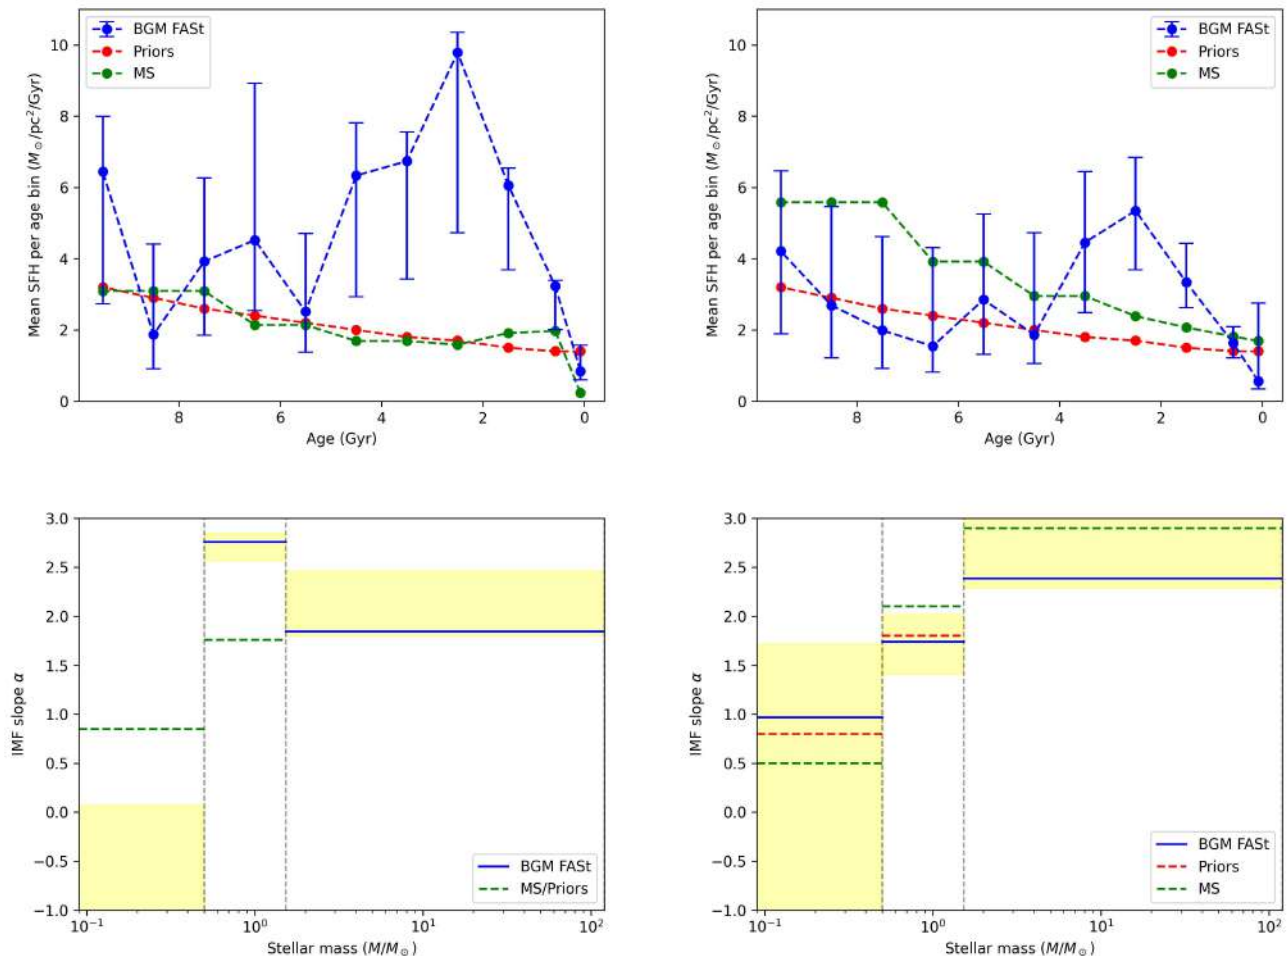 BGM FASt
Priors
MS
10
8
6
4
2
0
Mean SFH per age bin (M⊙/pc²/Gyr)
8 6 4 2 0
Age (Gyr)
BGM FASt
Priors
MS
10
8
6
4
2
0
Mean SFH per age bin (M⊙/pc²/Gyr)
8 6 4 2 0
Age (Gyr)
3.0
2.5
2.0
1.5
1.0
0.5
0.0
−0.5
−1.0
IMF slope α
BGM FASt
MS/Priors
10⁻¹ 10⁰ 10¹ 10²
Stellar mass (M/M⊙)
3.0
2.5
2.0
1.5
1.0
0.5
0.0
−0.5
−1.0
IMF slope α
BGM FASt
Priors
MS
10⁻¹ 10⁰ 10¹ 10²
Stellar mass (M/M⊙)